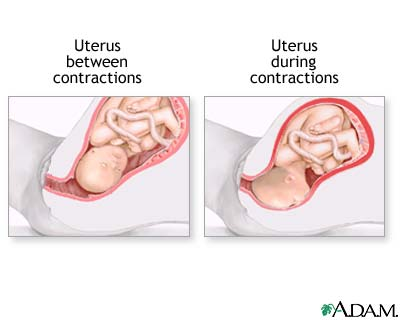 Uterus
between
contractions
Uterus
during
contractions
A.D.A.M.